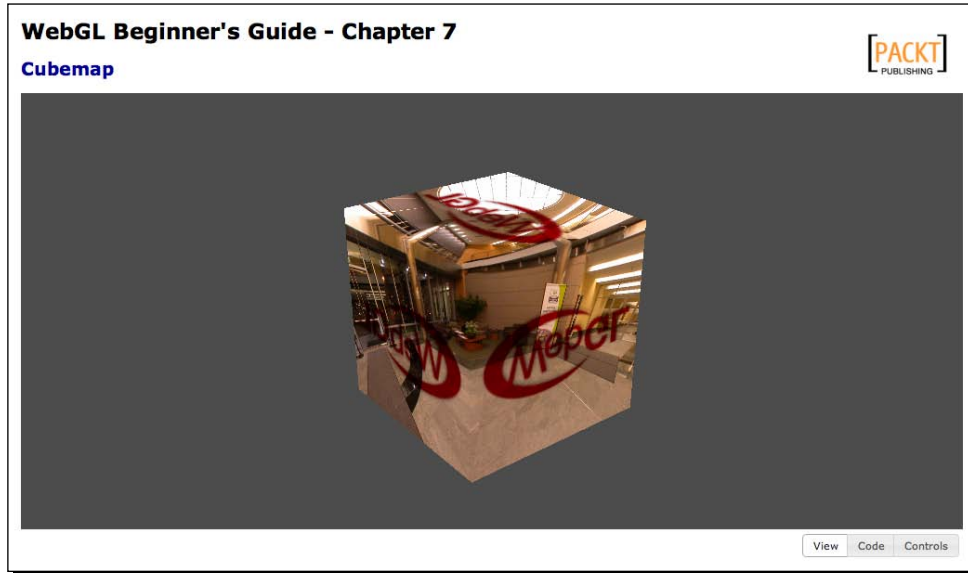 WebGL Beginner's Guide - Chapter 7
Cubemap
PACKT
PUBLISHING
View Code Controls